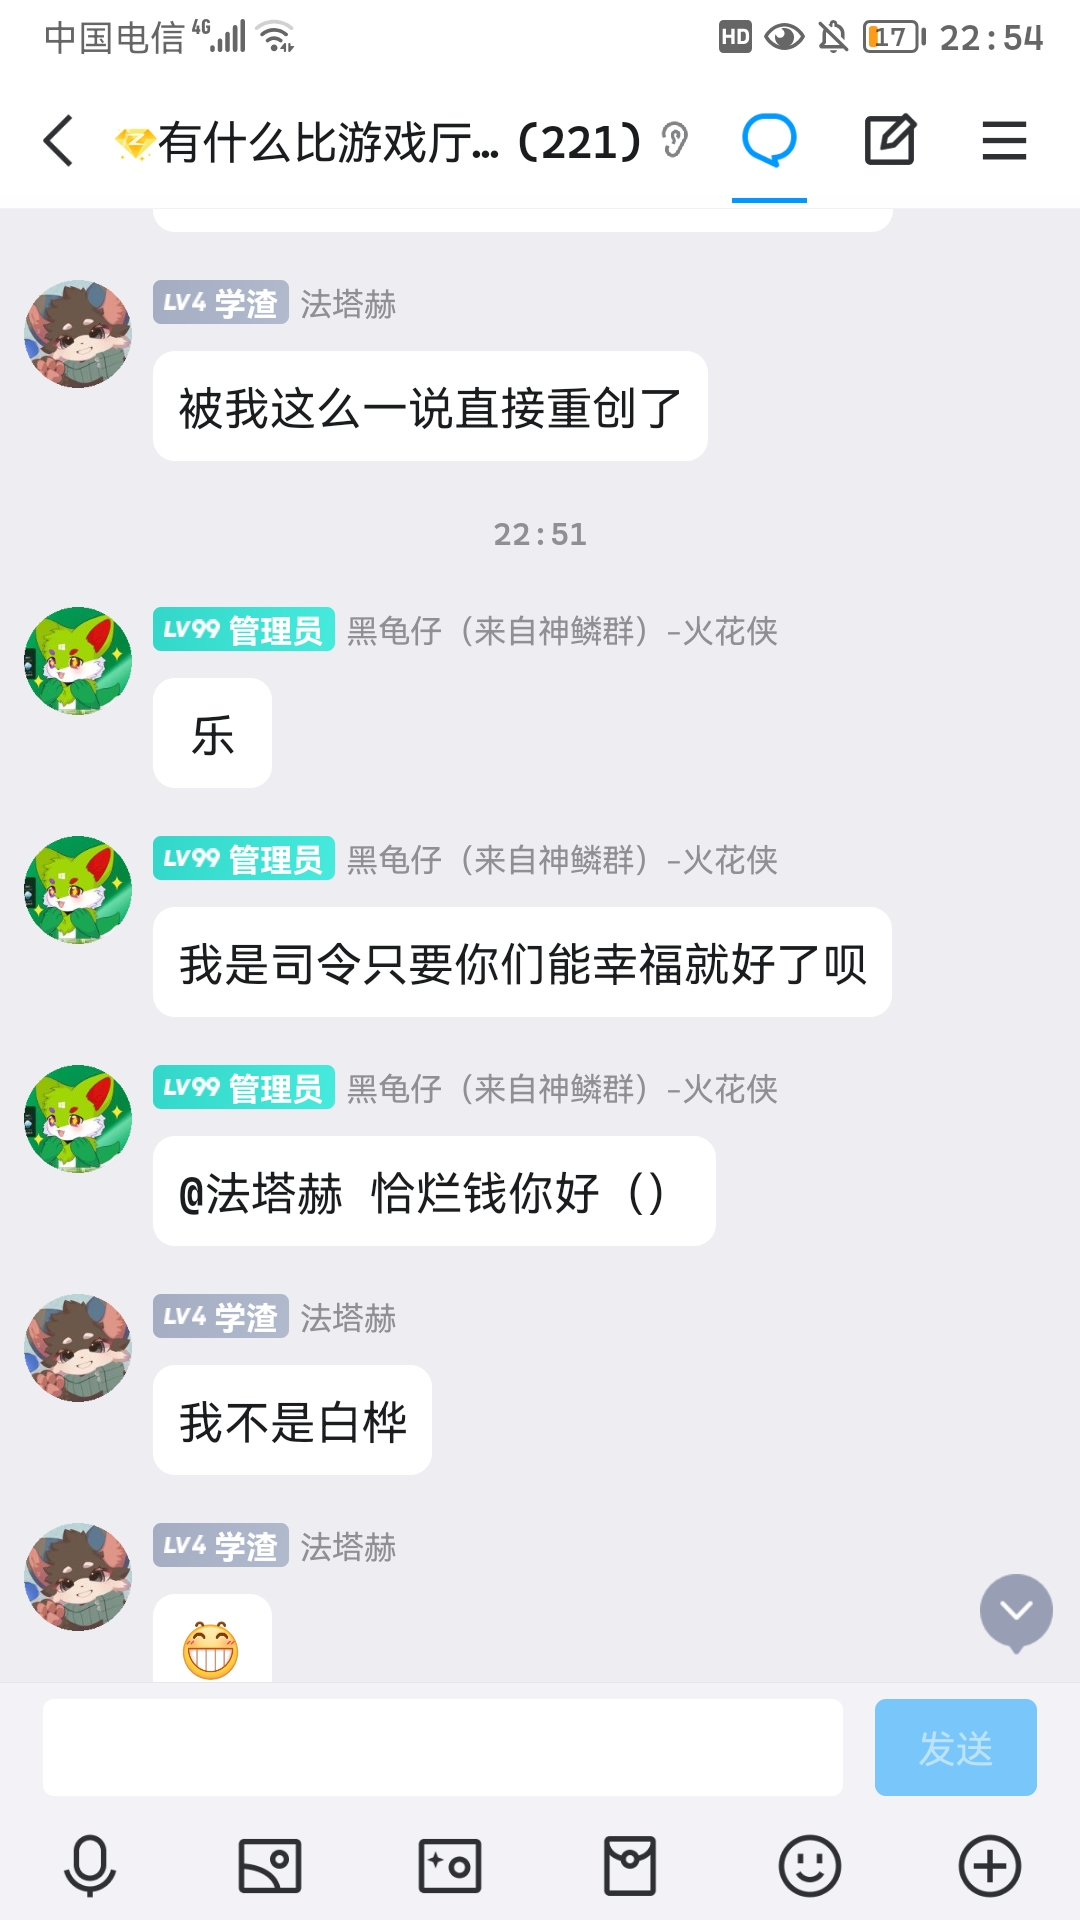 中国电信 4G HD 17 22:54
有什么比游戏厅... (221)
LV4 学渣 法塔赫
被我这么一说直接重创了
22:51
LV99 管理员 黑龟仔（来自神鳞群）-火花侠
乐
LV99 管理员 黑龟仔（来自神鳞群）-火花侠
我是司令只要你们能幸福就好了呗
LV99 管理员 黑龟仔（来自神鳞群）-火花侠
@法塔赫 恰烂钱你好（）
LV4 学渣 法塔赫
我不是白桦
LV4 学渣 法塔赫
发送